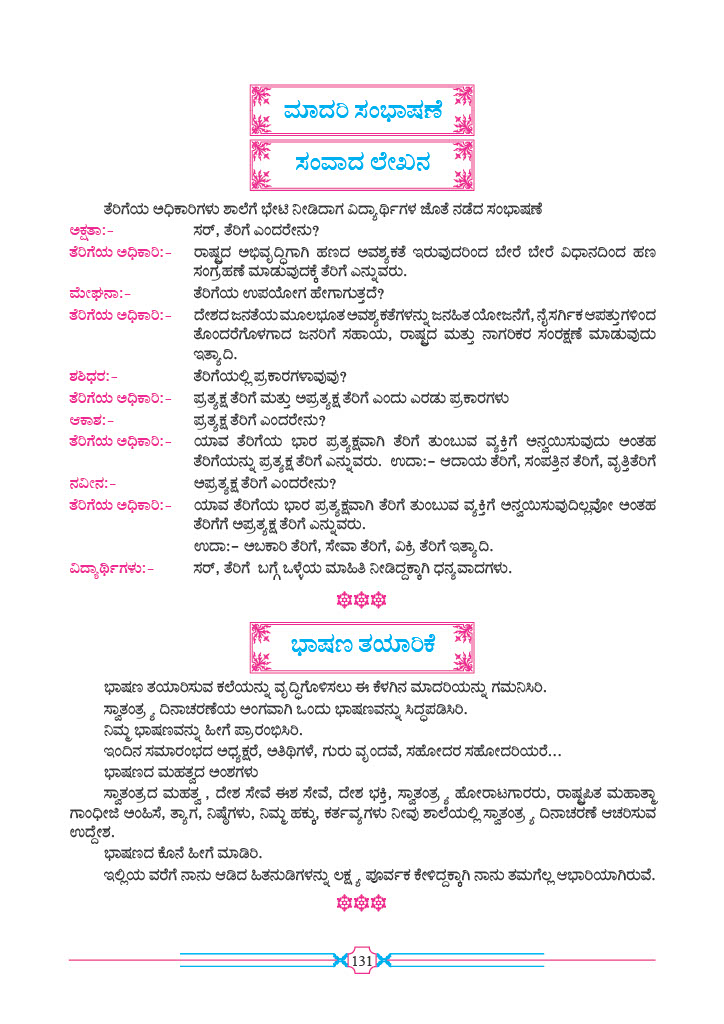 ಮಾದರಿ ಸಂಭಾಷಣೆ
ಸಂವಾದ ಲೇಖನ
ತೆರಿಗೆಯ ಅಧಿಕಾರಿಗಳು ಶಾಲೆಗೆ ಭೇಟಿ ನೀಡಿದಾಗ ವಿದ್ಯಾರ್ಥಿಗಳ ಜೊತೆ ನಡೆದ ಸಂಭಾಷಣೆ
ಅಕ್ಷತಾ:- ಸರ್, ತೆರಿಗೆ ಎಂದರೇನು?
ತೆರಿಗೆಯ ಅಧಿಕಾರಿ:- ರಾಷ್ಟ್ರದ ಅಭಿವೃದ್ಧಿಗಾಗಿ ಹಣದ ಅವಶ್ಯಕತೆ ಇರುವುದರಿಂದ ಬೇರೆ ಬೇರೆ ವಿಧಾನದಿಂದ ಹಣ
ಸಂಗ್ರಹಣೆ ಮಾಡುವುದಕ್ಕೆ ತೆರಿಗೆ ಎನ್ನುವರು.
ಮೇಘನಾ:- ತೆರಿಗೆಯ ಉಪಯೋಗ ಹೇಗಾಗುತ್ತದೆ?
ತೆರಿಗೆಯ ಅಧಿಕಾರಿ:- ದೇಶದ ಜನತೆಯ ಮೂಲಭೂತ ಅವಶ್ಯಕತೆಗಳನ್ನು ಜನಹಿತ ಯೋಜನೆಗೆ, ನೈಸರ್ಗಿಕ ಆಪತ್ತುಗಳಿಂದ
ತೊಂದರೆಗೊಳಗಾದ ಜನರಿಗೆ ಸಹಾಯ, ರಾಷ್ಟ್ರದ ಮತ್ತು ನಾಗರಿಕರ ಸಂರಕ್ಷಣೆ ಮಾಡುವುದು
ಇತ್ಯಾದಿ.
ಶಶಿಧರ:- ತೆರಿಗೆಯಲ್ಲಿ ಪ್ರಕಾರಗಳಾವುವು?
ತೆರಿಗೆಯ ಅಧಿಕಾರಿ:- ಪ್ರತ್ಯಕ್ಷ ತೆರಿಗೆ ಮತ್ತು ಅಪ್ರತ್ಯಕ್ಷ ತೆರಿಗೆ ಎಂದು ಎರಡು ಪ್ರಕಾರಗಳು
ಆಕಾಶ:- ಪ್ರತ್ಯಕ್ಷ ತೆರಿಗೆ ಎಂದರೇನು?
ತೆರಿಗೆಯ ಅಧಿಕಾರಿ:- ಯಾವ ತೆರಿಗೆಯ ಭಾರ ಪ್ರತ್ಯಕ್ಷವಾಗಿ ತೆರಿಗೆ ತುಂಬುವ ವ್ಯಕ್ತಿಗೆ ಅನ್ವಯಿಸುವುದು ಅಂತಹ
ತೆರಿಗೆಯನ್ನು ಪ್ರತ್ಯಕ್ಷ ತೆರಿಗೆ ಎನ್ನುವರು. ಉದಾ:- ಆದಾಯ ತೆರಿಗೆ, ಸಂಪತ್ತಿನ ತೆರಿಗೆ, ವೃತ್ತಿತೆರಿಗೆ
ನವೀನ:- ಅಪ್ರತ್ಯಕ್ಷ ತೆರಿಗೆ ಎಂದರೇನು?
ತೆರಿಗೆಯ ಅಧಿಕಾರಿ:- ಯಾವ ತೆರಿಗೆಯ ಭಾರ ಪ್ರತ್ಯಕ್ಷವಾಗಿ ತೆರಿಗೆ ತುಂಬುವ ವ್ಯಕ್ತಿಗೆ ಅನ್ವಯಿಸುವುದಿಲ್ಲವೋ ಅಂತಹ
ತೆರಿಗೆಗೆ ಅಪ್ರತ್ಯಕ್ಷ ತೆರಿಗೆ ಎನ್ನುವರು.
ಉದಾ:- ಅಬಕಾರಿ ತೆರಿಗೆ, ಸೇವಾ ತೆರಿಗೆ, ವಿಕ್ರಿ ತೆರಿಗೆ ಇತ್ಯಾದಿ.
ವಿದ್ಯಾರ್ಥಿಗಳು:- ಸರ್, ತೆರಿಗೆ ಬಗ್ಗೆ ಒಳ್ಳೆಯ ಮಾಹಿತಿ ನೀಡಿದ್ದಕ್ಕಾಗಿ ಧನ್ಯವಾದಗಳು.
ಭಾಷಣ ತಯಾರಿಕೆ
ಭಾಷಣ ತಯಾರಿಸುವ ಕಲೆಯನ್ನು ವೃದ್ಧಿಗೊಳಿಸಲು ಈ ಕೆಳಗಿನ ಮಾದರಿಯನ್ನು ಗಮನಿಸಿರಿ.
ಸ್ವಾತಂತ್ರ್ಯ ದಿನಾಚರಣೆಯ ಅಂಗವಾಗಿ ಒಂದು ಭಾಷಣವನ್ನು ಸಿದ್ಧಪಡಿಸಿರಿ.
ನಿಮ್ಮ ಭಾಷಣವನ್ನು ಹೀಗೆ ಪ್ರಾರಂಭಿಸಿರಿ.
ಇಂದಿನ ಸಮಾರಂಭದ ಅಧ್ಯಕ್ಷರೆ, ಅತಿಥಿಗಳೆ, ಗುರು ವೃಂದವೆ, ಸಹೋದರ ಸಹೋದರಿಯರೆ...
ಭಾಷಣದ ಮಹತ್ವದ ಅಂಶಗಳು
ಸ್ವಾತಂತ್ರದ ಮಹತ್ವ , ದೇಶ ಸೇವೆ ಈಶ ಸೇವೆ, ದೇಶ ಭಕ್ತಿ, ಸ್ವಾತಂತ್ರ್ಯ ಹೋರಾಟಗಾರರು, ರಾಷ್ಟ್ರಪಿತ ಮಹಾತ್ಮಾ
ಗಾಂಧೀಜಿ ಅಂಹಿಸೆ, ತ್ಯಾಗ, ನಿಷ್ಠೆಗಳು, ನಿಮ್ಮ ಹಕ್ಕು, ಕರ್ತವ್ಯಗಳು ನೀವು ಶಾಲೆಯಲ್ಲಿ ಸ್ವಾತಂತ್ರ್ಯ ದಿನಾಚರಣೆ ಆಚರಿಸುವ
ಉದ್ದೇಶ.
ಭಾಷಣದ ಕೊನೆ ಹೀಗೆ ಮಾಡಿರಿ.
ಇಲ್ಲಿಯ ವರೆಗೆ ನಾನು ಆಡಿದ ಹಿತನುಡಿಗಳನ್ನು ಲಕ್ಷ್ಯ ಪೂರ್ವಕ ಕೇಳಿದ್ದಕ್ಕಾಗಿ ನಾನು ತಮಗೆಲ್ಲ ಆಭಾರಿಯಾಗಿರುವೆ.
131